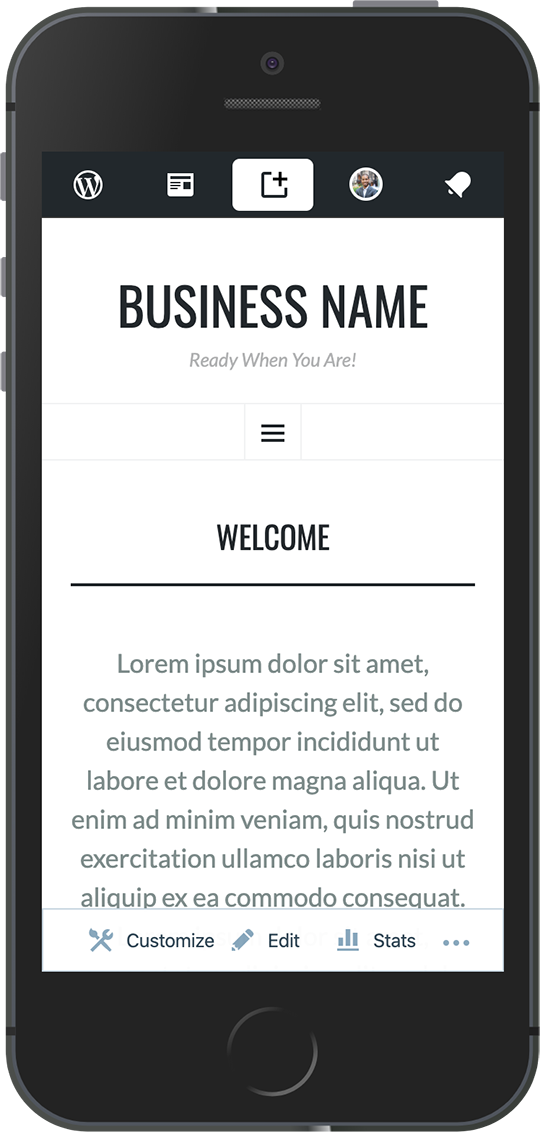 BUSINESS NAME
Ready When You Are!
WELCOME
Lorem ipsum dolor sit amet,
consectetur adipiscing elit, sed do
eiusmod tempor incididunt ut
labore et dolore magna aliqua. Ut
enim ad minim veniam, quis nostrud
exercitation ullamco laboris nisi ut
aliquip ex ea commodo consequat.
Customize Edit Stats